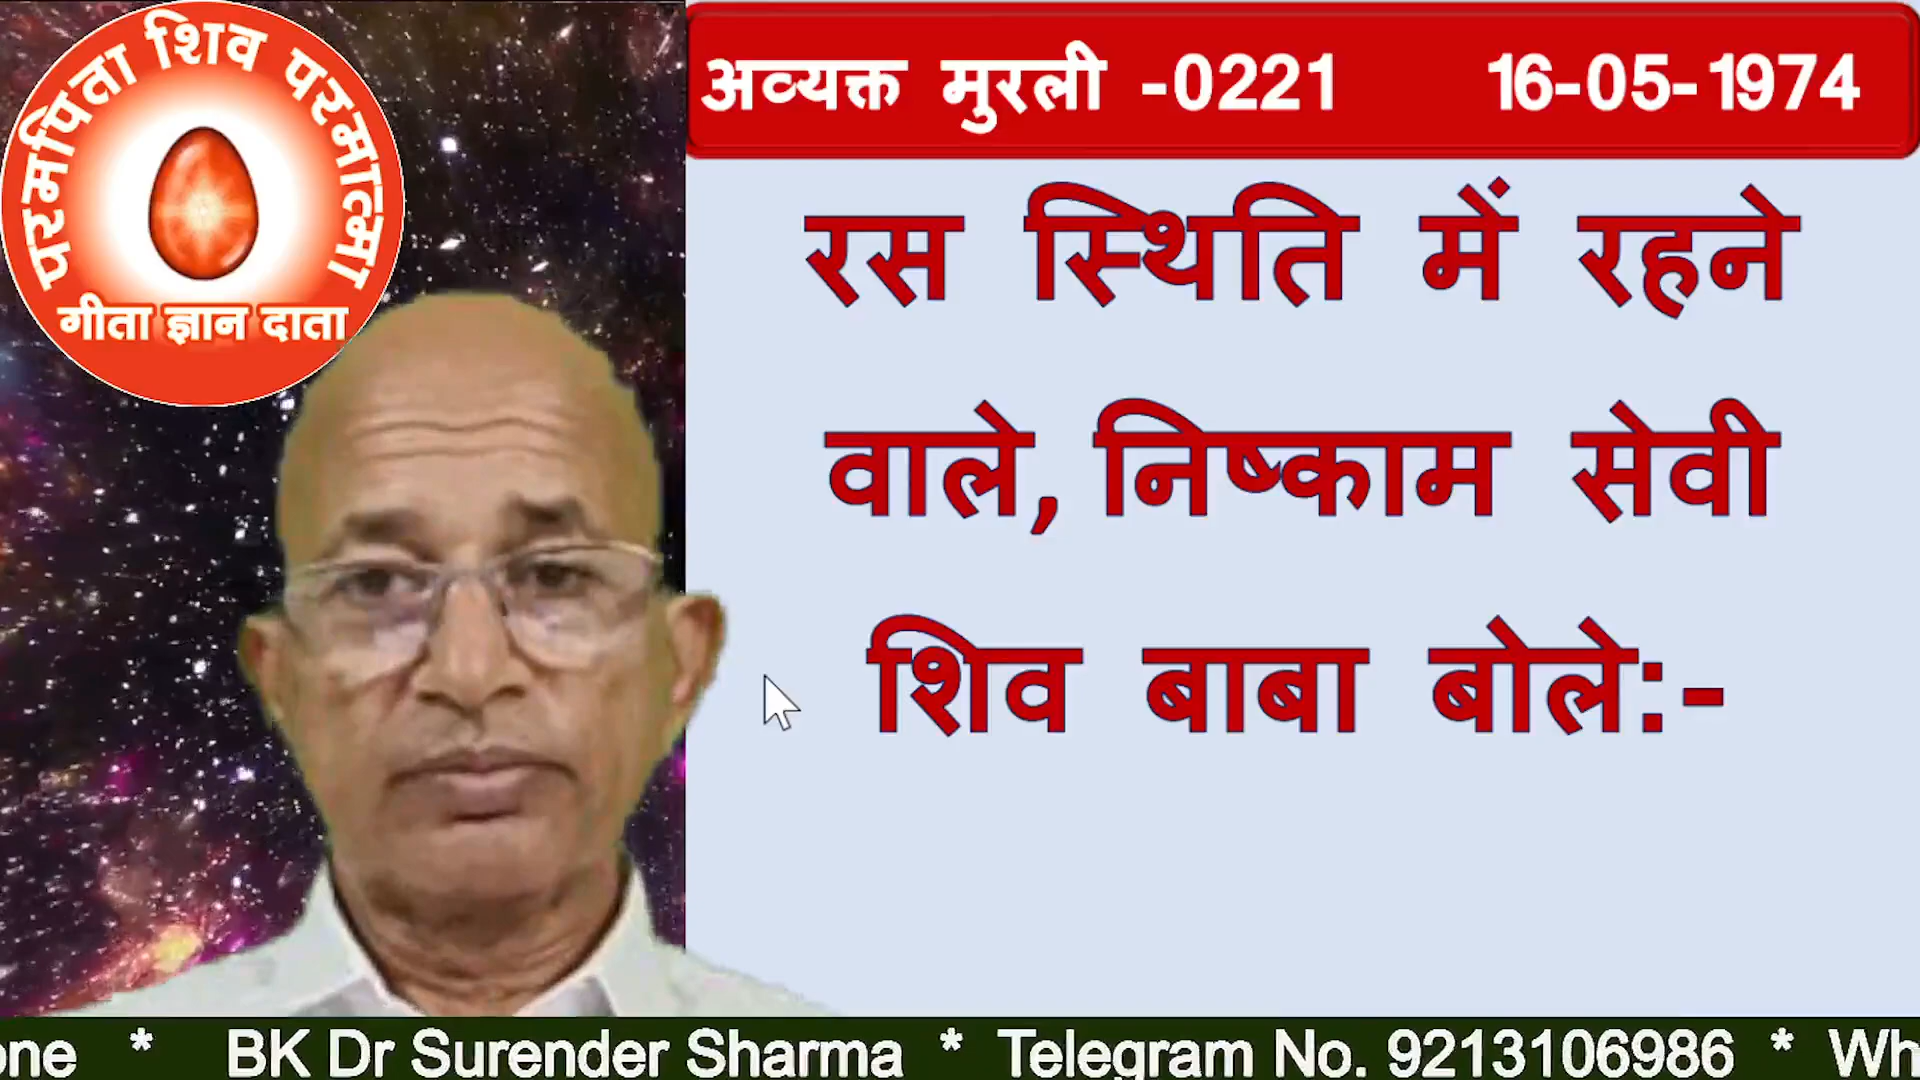 परमपिता शिव परमात्मा
गीता ज्ञान दाता
अव्यक्त मुरली -0221 16-05-1974
रस स्थिति में रहने
वाले, निष्काम सेवी
शिव बाबा बोले:-
one * BK Dr Surender Sharma * Telegram No. 9213106986 * Wh